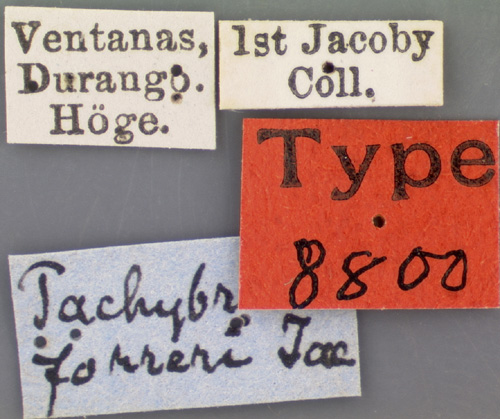 Ventanas,
Durango.
Höge.
1st Jacoby
Coll.
Type
8800
Tachybr
forreri Jac